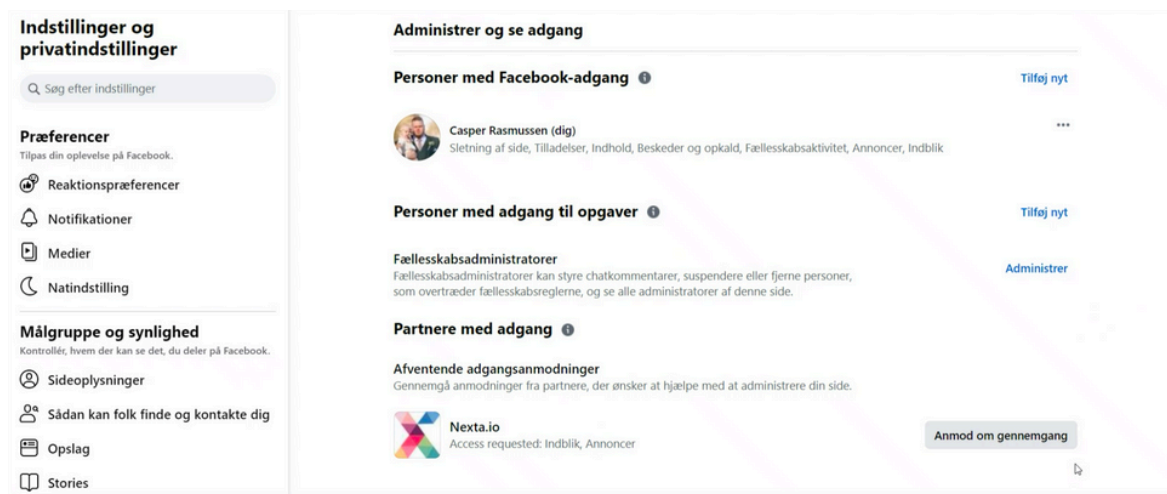 Indstillinger og
privatindstillinger
Søg efter indstillinger
Præferencer
Tilpas din oplevelse på Facebook.
Reaktionspræferencer
Notifikationer
Medier
Natindstilling
Målgruppe og synlighed
Kontrollér, hvem der kan se det, du deler på Facebook.
Sideoplysninger
Sådan kan folk finde og kontakte dig
Opslag
Stories
Administrer og se adgang
Personer med Facebook-adgang
Tilføj nyt
Casper Rasmussen (dig)
Sletning af side, Tilladelser, Indhold, Beskeder og opkald, Fællesskabsaktivitet, Annoncer, Indblik
Personer med adgang til opgaver
Tilføj nyt
Fællesskabsadministratorer
Fællesskabsadministratorer kan styre chatkommentarer, suspendere eller fjerne personer,
som overtræder fællesskabsreglerne, og se alle administratorer af denne side.
Administrer
Partnere med adgang
Afventende adgangsanmodninger
Gennemgå anmodninger fra partnere, der ønsker at hjælpe med at administrere din side.
Nexta.io
Access requested: Indblik, Annoncer
Anmod om gennemgang